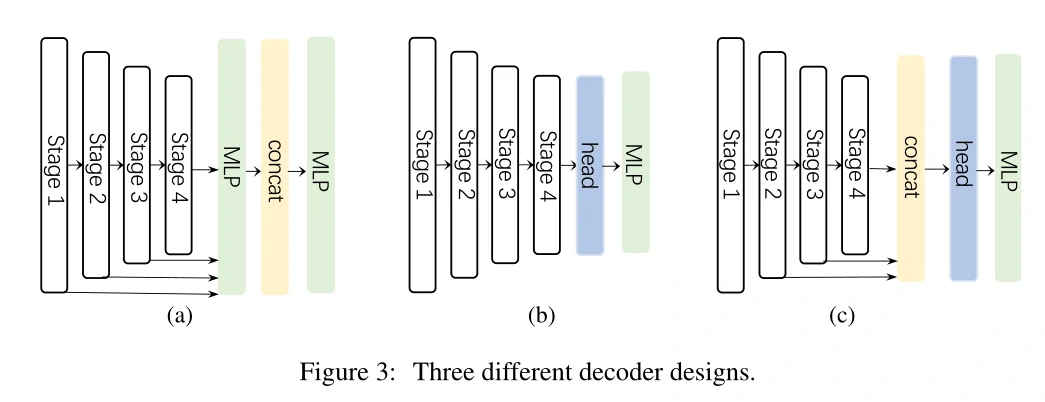 Stage 1
Stage 2
Stage 3
Stage 4
MLP
concat
MLP
(a)
Stage 1
Stage 2
Stage 3
Stage 4
head
MLP
(b)
Stage 1
Stage 2
Stage 3
Stage 4
concat
head
MLP
(c)
Figure 3: Three different decoder designs.